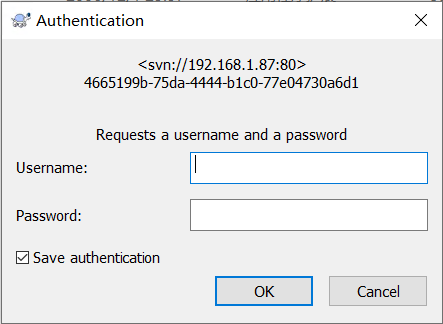 Authentication
<svn://192.168.1.87:80>
4665199b-75da-4444-b1c0-77e04730a6d1
Requests a username and a password
Username:
Password:
Save authentication
OK
Cancel